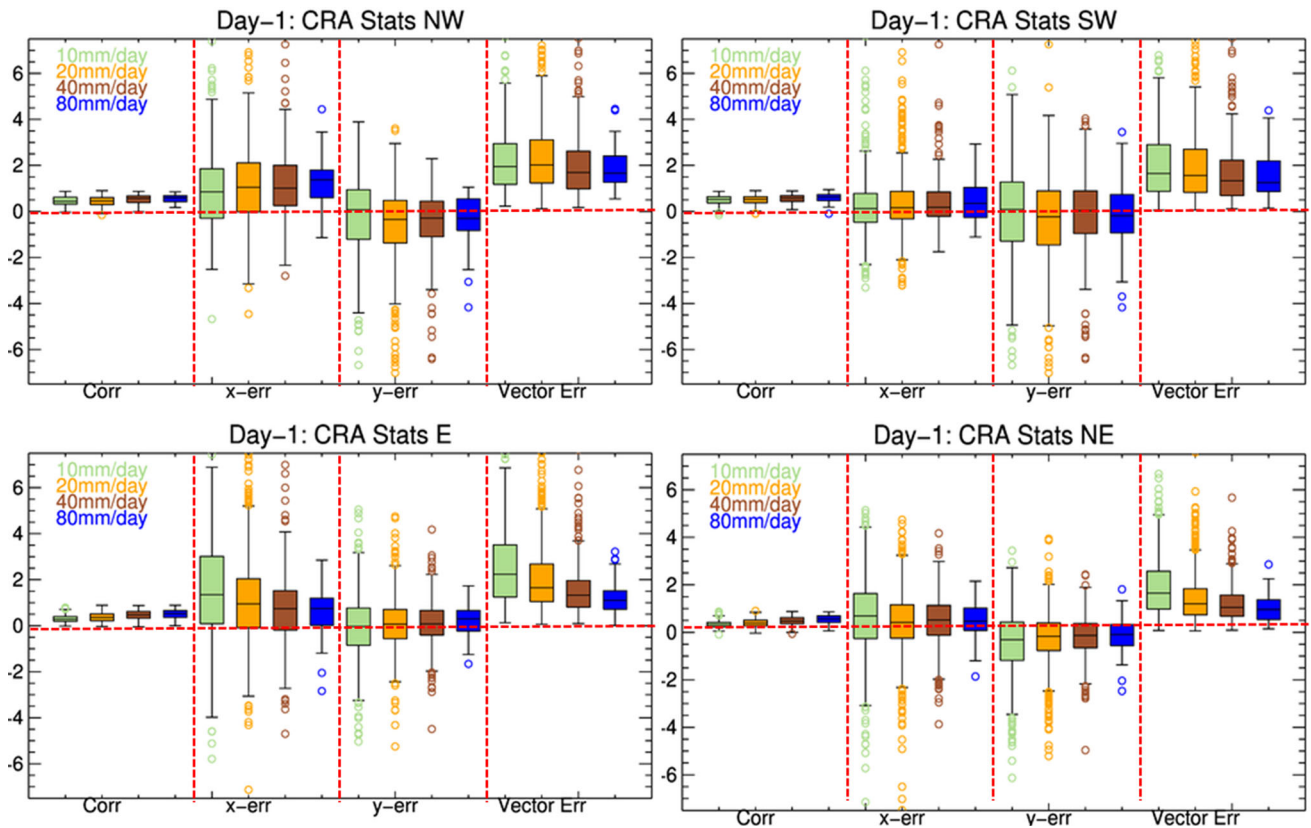 Day-1: CRA Stats NW
6
4
2
0
-2
-4
-6
10mm/day
20mm/day
40mm/day
80mm/day
Corr x-err y-err Vector Err
Day-1: CRA Stats SW
6
4
2
0
-2
-4
-6
10mm/day
20mm/day
40mm/day
80mm/day
Corr x-err y-err Vector Err
Day-1: CRA Stats E
6
4
2
0
-2
-4
-6
10mm/day
20mm/day
40mm/day
80mm/day
Corr x-err y-err Vector Err
Day-1: CRA Stats NE
6
4
2
0
-2
-4
-6
10mm/day
20mm/day
40mm/day
80mm/day
Corr x-err y-err Vector Err